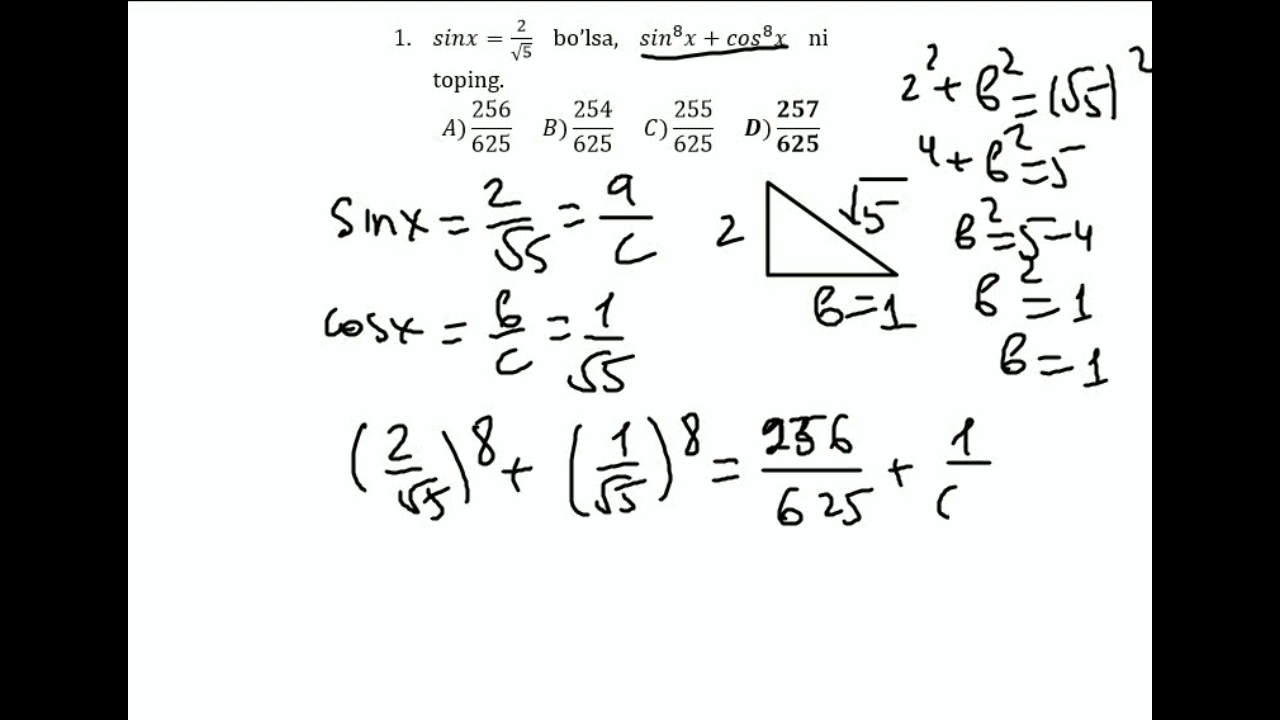 1. sinx = 2/√5 bo'lsa, sin⁸x + cos⁸x ni
toping.
A) 256/625 B) 254/625 C) 255/625 D) 257/625
2² + b² = (√5)²
4 + b² = 5
b² = 5 - 4
b² = 1
b = 1
sinx = 2/√5 = a/c
2
√5
b = 1
cosx = b/c = 1/√5
(2/√5)⁸ + (1/√5)⁸ = 256/625 + 1/